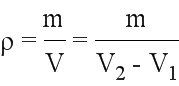 ρ = m/V = m/(V₂ - V₁)